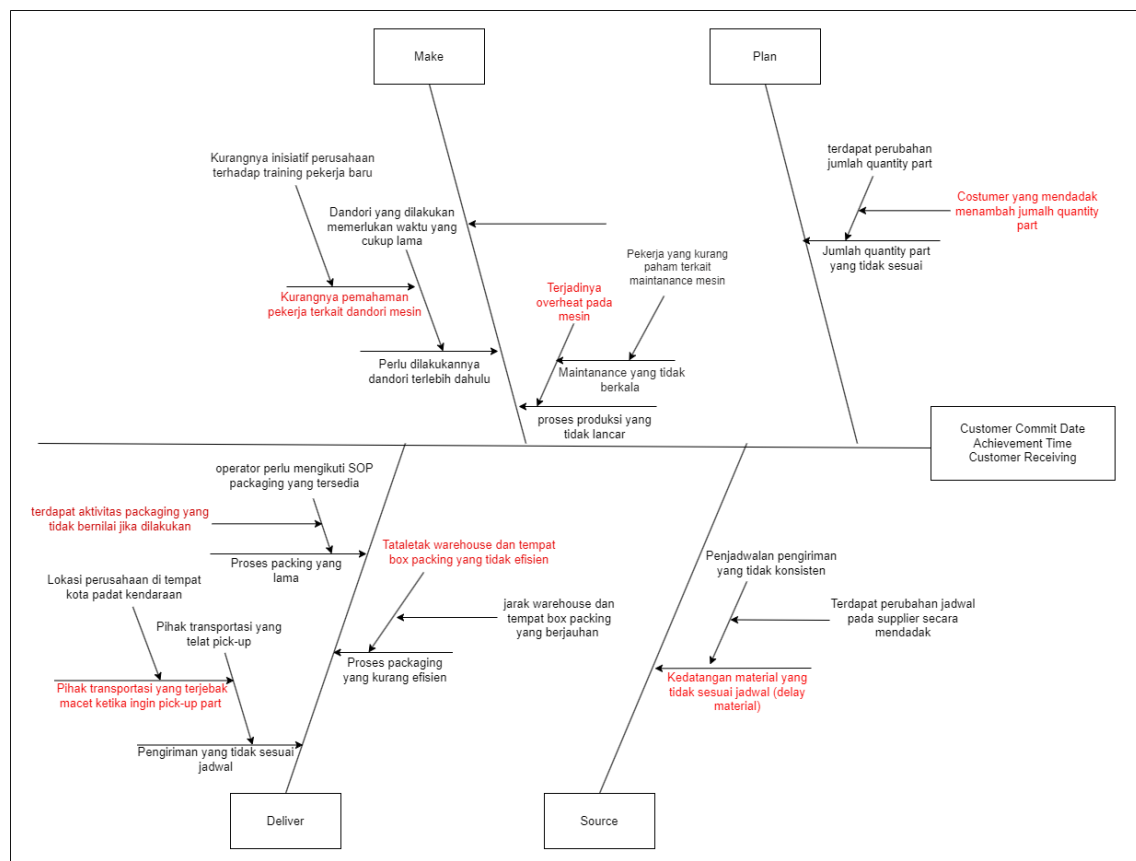 Make
Plan
Kurangnya inisiatif perusahaan
terhadap training pekerja baru
Dandori yang dilakukan
memerlukan waktu yang
cukup lama
Kurangnya pemahaman
pekerja terkait dandori mesin
Perlu dilakukannya
dandori terlebih dahulu
Terjadinya
overheat pada
mesin
Pekerja yang kurang
paham terkait
maintanance mesin
Maintanance yang tidak
berkala
proses produksi yang
tidak lancar
terdapat perubahan
jumlah quantity part
Costumer yang mendadak
menambah jumalh quantity
part
Jumlah quantity part
yang tidak sesuai
Customer Commit Date
Achievement Time
Customer Receiving
operator perlu mengikuti SOP
packaging yang tersedia
terdapat aktivitas packaging yang
tidak bernilai jika dilakukan
Proses packing yang
lama
Lokasi perusahaan di tempat
kota padat kendaraan
Pihak transportasi yang
telat pick-up
Pihak transportasi yang terjebak
macet ketika ingin pick-up part
Pengiriman yang tidak sesuai
jadwal
Tataletak warehouse dan tempat
box packing yang tidak efisien
jarak warehouse dan
tempat box packing
yang berjauhan
Proses packaging
yang kurang efisien
Penjadwalan pengiriman
yang tidak konsisten
Terdapat perubahan jadwal
pada supplier secara
mendadak
Kedatangan material yang
tidak sesuai jadwal (delay
material)
Deliver
Source